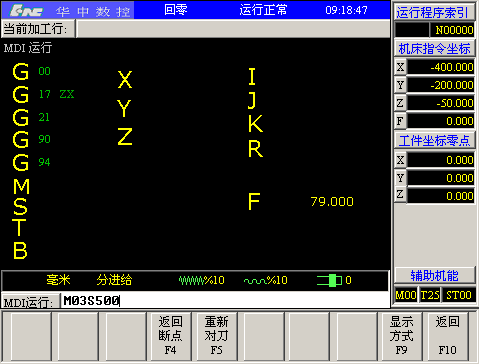 华中数控 回零 运行正常 09:18:47 运行程序索引
N00000
当前加工行:
MDI 运行
G 00
G 17 ZX
G 21
G 90
G 94
M
S
T
B
X
Y
Z
I
J
K
R
F 79.000
机床指令坐标
X -400.000
Y -200.000
Z -50.000
F 0.000
工件坐标零点
X 0.000
Y 0.000
Z 0.000
辅助机能
M00 T25 ST00
毫米 分进给 %10 %10 0
MDI运行: M03S500
返回断点 F4
重新对刀 F5
显示方式 F9
返回 F10